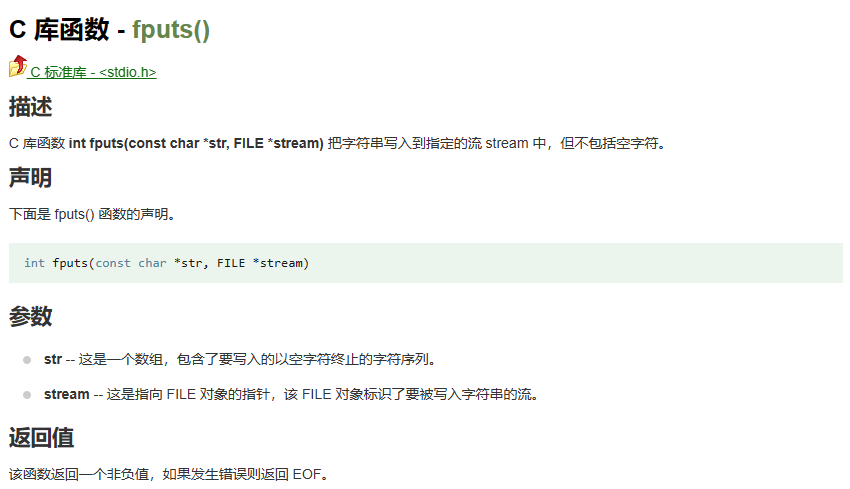 C 库函数 - fputs()
C 标准库 - <stdio.h>
描述
C 库函数 int fputs(const char *str, FILE *stream) 把字符串写入到指定的流 stream 中，但不包括空字符。
声明
下面是 fputs() 函数的声明。
int fputs(const char *str, FILE *stream)
参数
str -- 这是一个数组，包含了要写入的以空字符终止的字符序列。
stream -- 这是指向 FILE 对象的指针，该 FILE 对象标识了要被写入字符串的流。
返回值
该函数返回一个非负值，如果发生错误则返回 EOF。